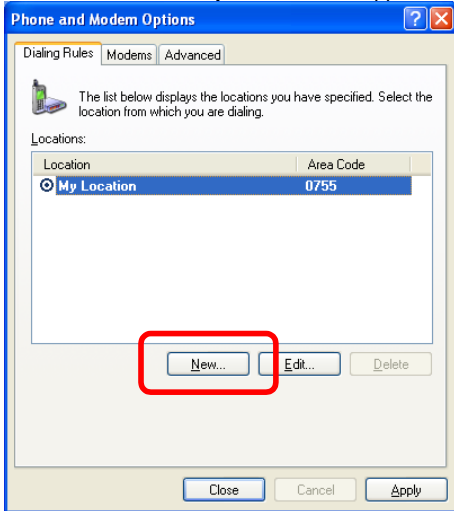 Phone and Modem Options
Dialing Rules Modems Advanced
The list below displays the locations you have specified. Select the
location from which you are dialing.
Locations:
Location Area Code
My Location 0755
New... Edit... Delete
Close Cancel Apply